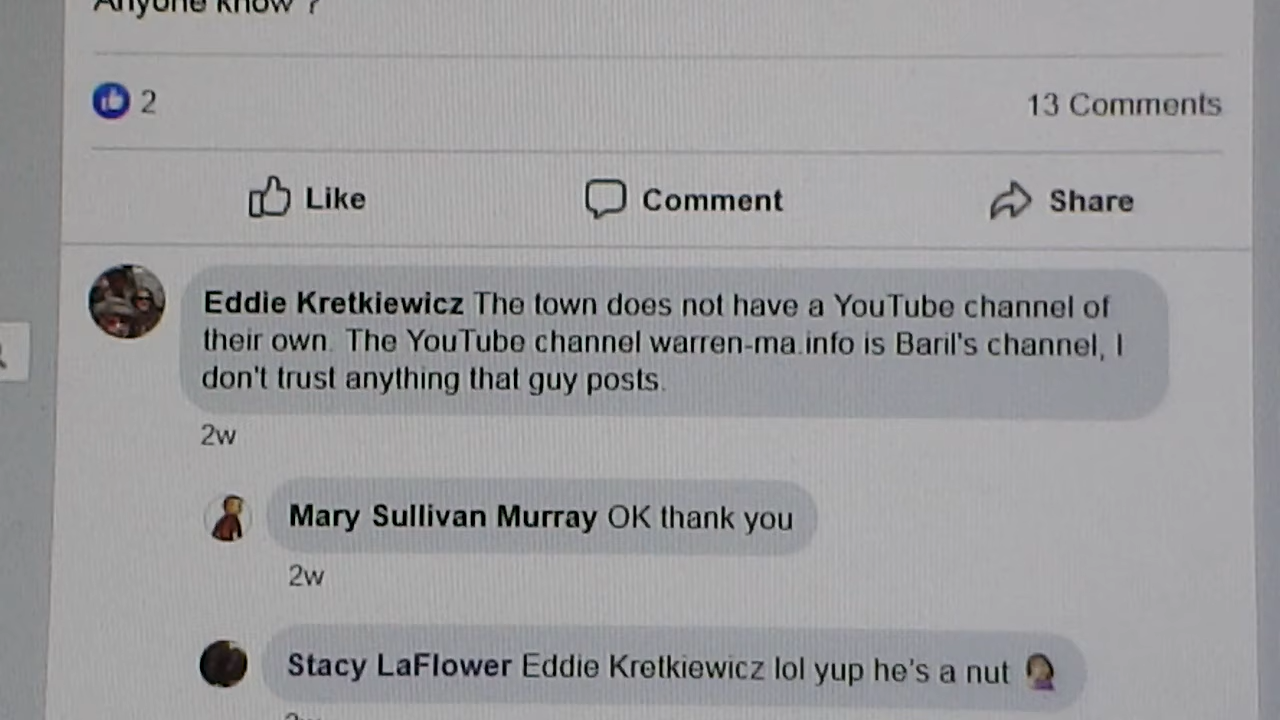 Anyone know ?
2
13 Comments
Like
Comment
Share
Eddie Kretkiewicz The town does not have a YouTube channel of
their own. The YouTube channel warren-ma.info is Baril's channel, I
don't trust anything that guy posts.
2w
Mary Sullivan Murray OK thank you
2w
Stacy LaFlower Eddie Kretkiewicz lol yup he's a nut 🤦‍♀️
2w